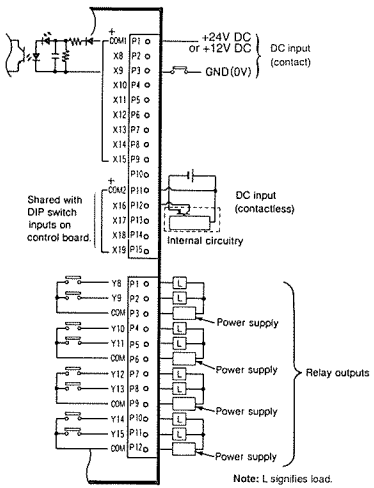 +
COM1 P1 +24V DC
or +12V DC
DC input
(contact)
X8 P2
X9 P3 GND (0V)
X10 P4
X11 P5
X12 P6
X13 P7
X14 P8
X15 P9
P10
+
COM2 P11
X16 P12
X17 P13
X18 P14
X19 P15
Shared with
DIP switch
inputs on
control board.
DC input
(contactless)
Internal circuitry
Y8 P1 L
Y9 P2 L
COM P3
Power supply
Y10 P4 L
Y11 P5 L
COM P6
Power supply
Y12 P7 L
Y13 P8 L
COM P9
Power supply
Y14 P10 L
Y15 P11 L
COM P12
Power supply
Relay outputs
Note: L signifies load.